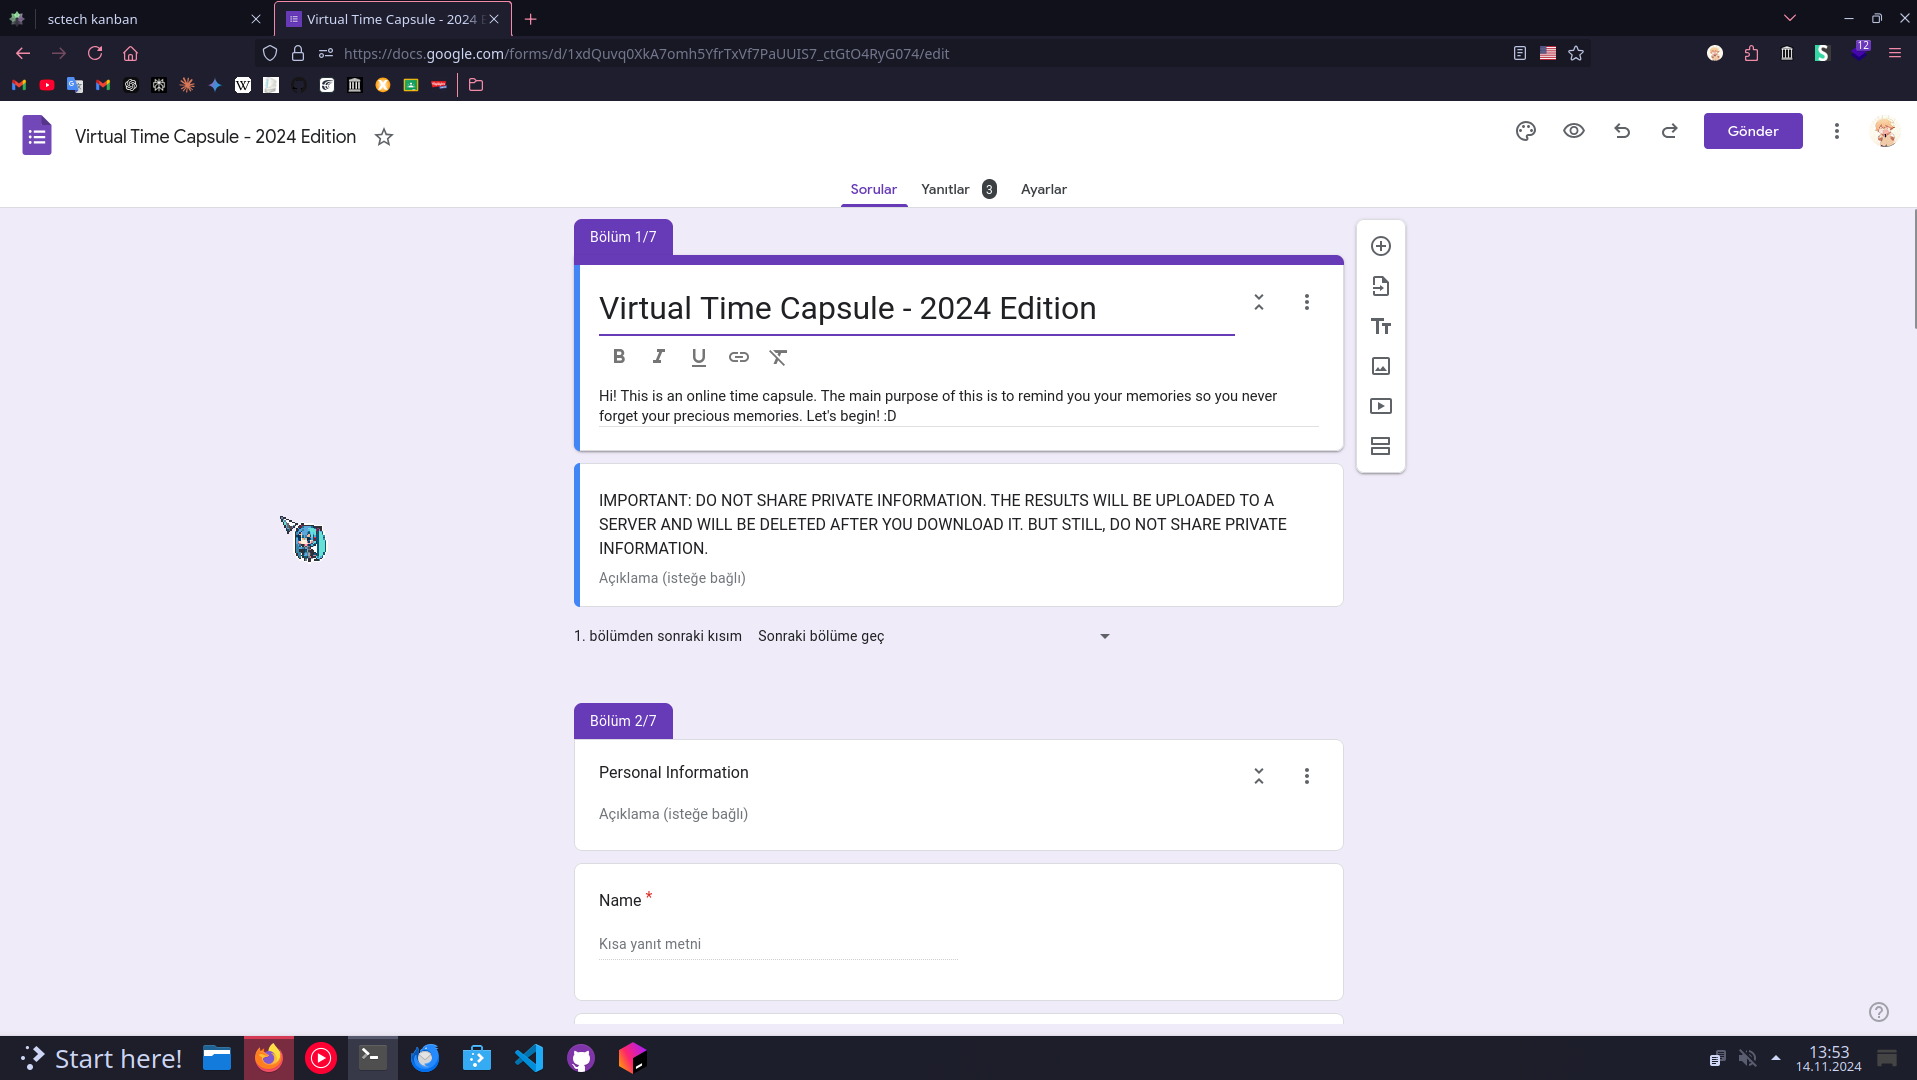 sctech kanban
Virtual Time Capsule - 2024 E
https://docs.google.com/forms/d/1xdQuvq0XkA7omh5YfrTxVf7PaUUIS7_ctGtO4RyG074/edit
12
Virtual Time Capsule - 2024 Edition
Gönder
Sorular
Yanıtlar 3
Ayarlar
Bölüm 1/7
Virtual Time Capsule - 2024 Edition
Hi! This is an online time capsule. The main purpose of this is to remind you your memories so you never
forget your precious memories. Let's begin! :D
IMPORTANT: DO NOT SHARE PRIVATE INFORMATION. THE RESULTS WILL BE UPLOADED TO A
SERVER AND WILL BE DELETED AFTER YOU DOWNLOAD IT. BUT STILL, DO NOT SHARE PRIVATE
INFORMATION.
Açıklama (isteğe bağlı)
1. bölümden sonraki kısım Sonraki bölüme geç
Bölüm 2/7
Personal Information
Açıklama (isteğe bağlı)
Name *
Kısa yanıt metni
Start here!
13:53
14.11.2024